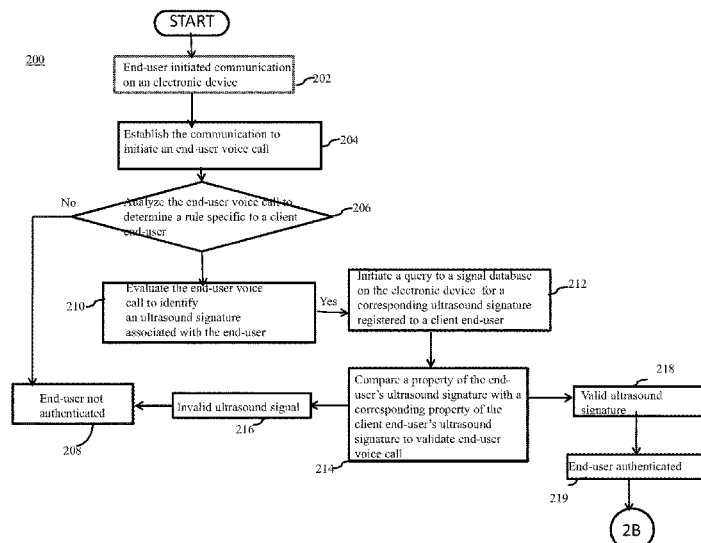 START
200
End-user initiated communication
on an electronic device
202
Establish the communication to
initiate an end-user voice call
204
No
Analyze the end-user voice call to
determine a rule specific to a client
end-user
206
210
Evaluate the end-user voice
call to identify
an ultrasound signature
associated with the end-user
Yes
Initiate a query to a signal database
on the electronic device for a
corresponding ultrasound signature
registered to a client end-user
212
End-user not
authenticated
208
Invalid ultrasound signal
216
Compare a property of the end-
user's ultrasound signature with a
corresponding property of the
client end-user's ultrasound
signature to validate end-user
voice call
214
218
Valid ultrasound
signature
End-user authenticated
219
2B